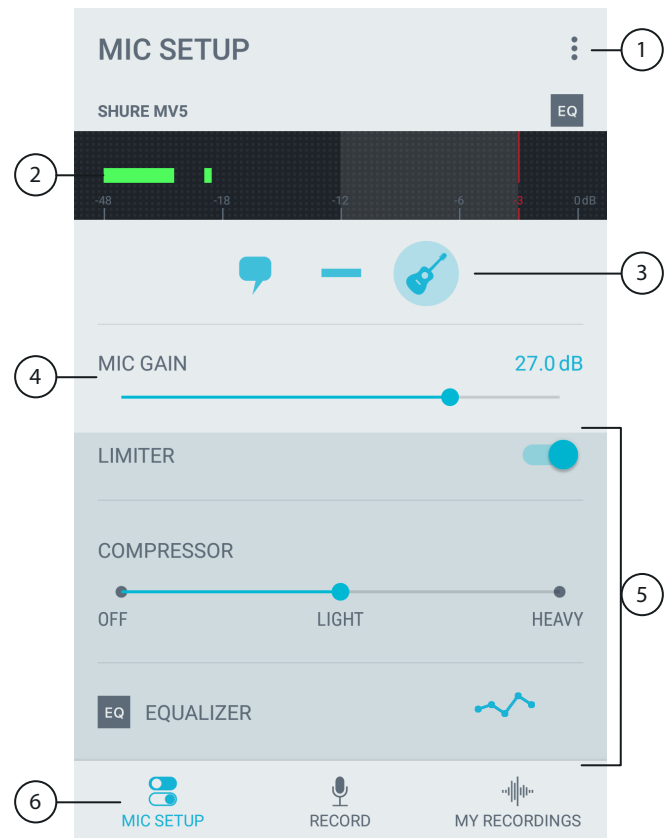 MIC SETUP
1
SHURE MV5
EQ
2
-48 -18 -12 -6 -3 0dB
3
MIC GAIN 27.0 dB
4
LIMITER
COMPRESSOR
OFF LIGHT HEAVY
5
EQ EQUALIZER
6
MIC SETUP RECORD MY RECORDINGS